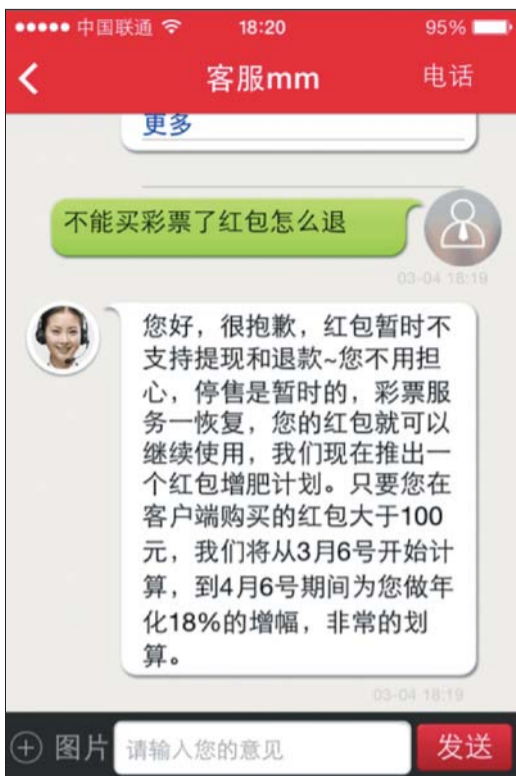 中国联通 18:20 95%
客服mm 电话
更多
不能买彩票了红包怎么退
03-04 18:19
您好，很抱歉，红包暂时不
支持提现和退款~您不用担
心，停售是暂时的，彩票服
务一恢复，您的红包就可以
继续使用，我们现在推出一
个红包增肥计划。只要您在
客户端购买的红包大于100
元，我们将从3月6号开始计
算，到4月6号期间为您做年
化18%的增幅，非常的划
算。
03-04 18:19
图片 请输入您的意见 发送